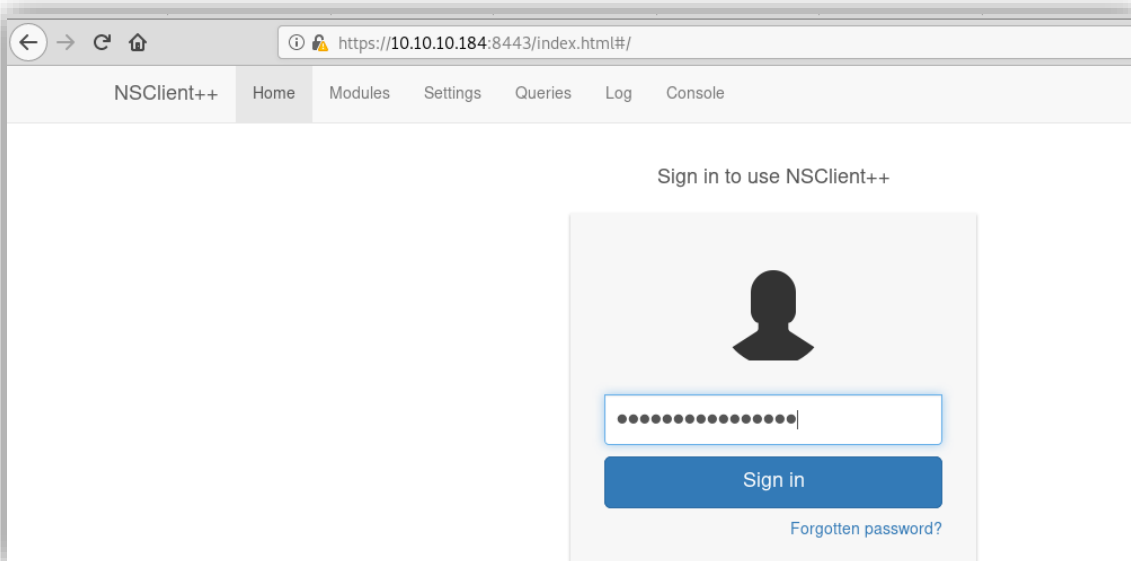 https://10.10.10.184:8443/index.html#/
NSClient++ Home Modules Settings Queries Log Console
Sign in to use NSClient++
●●●●●●●●●●●●●●●●
Sign in
Forgotten password?